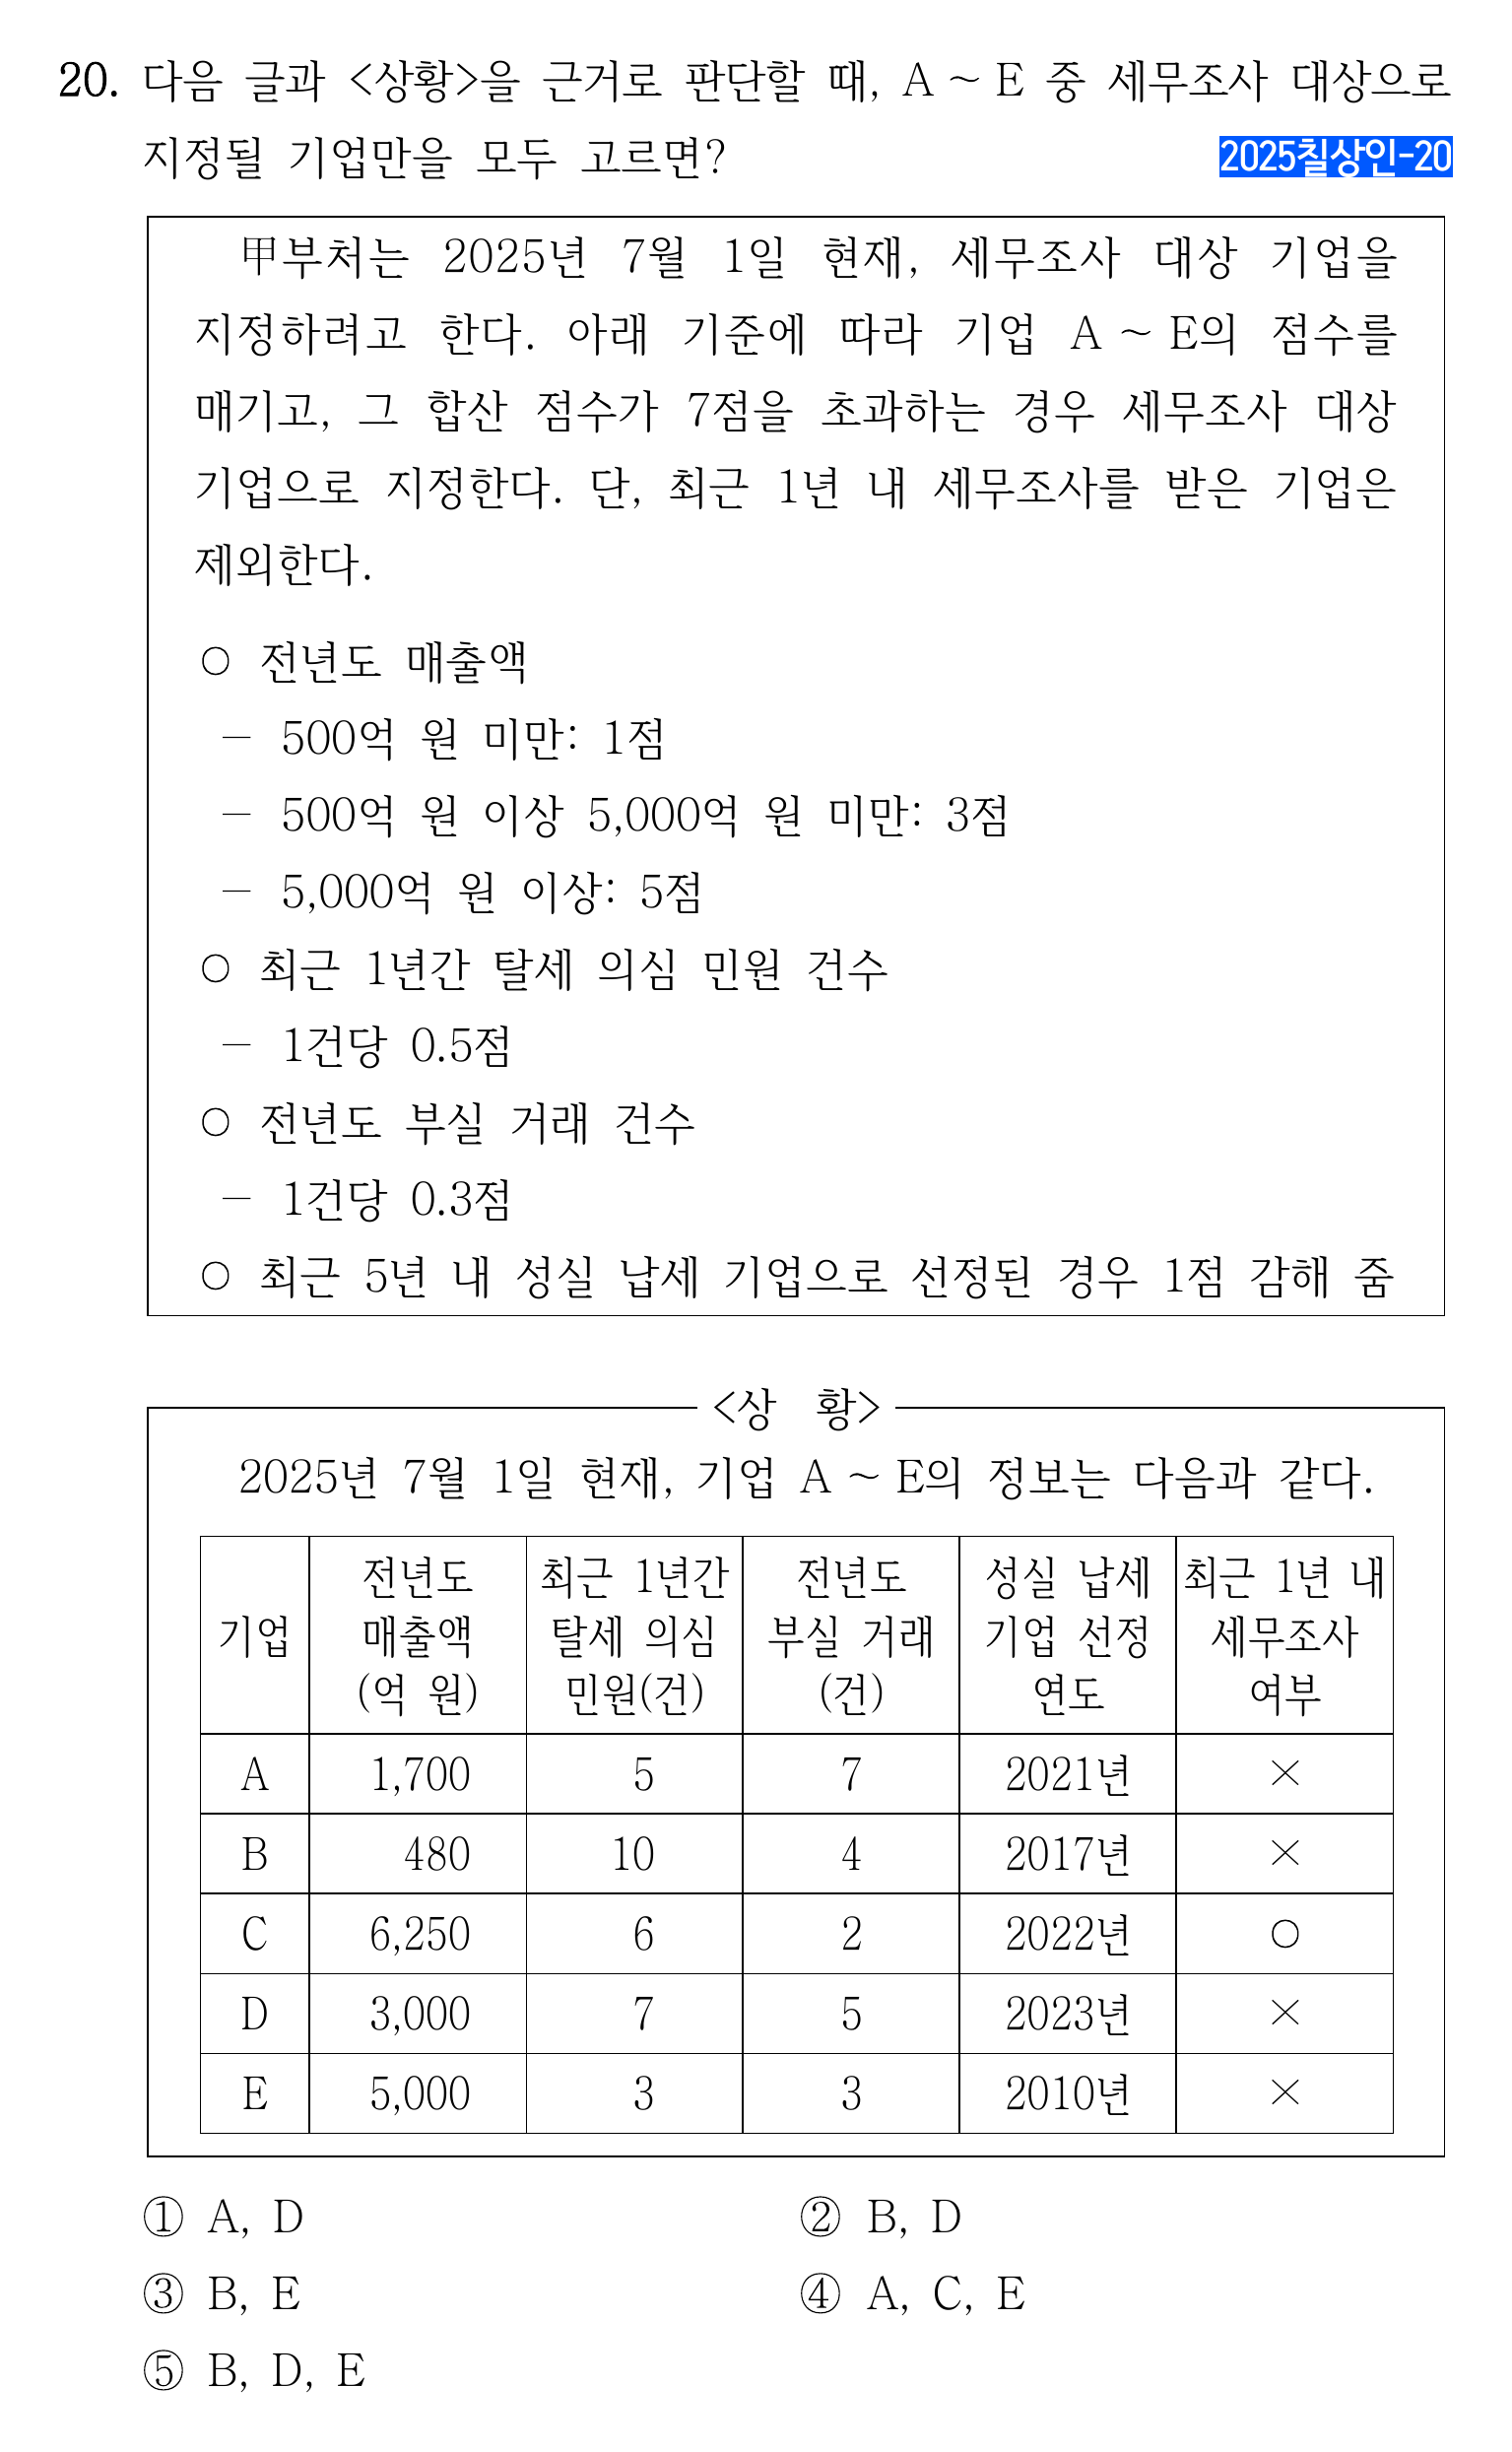 20. 다음 글과 <상황>을 근거로 판단할 때, A ~ E 중 세무조사 대상으로
지정될 기업만을 모두 고르면?
2025칠상인-20
甲부처는 2025년 7월 1일 현재, 세무조사 대상 기업을
지정하려고 한다. 아래 기준에 따라 기업 A ~ E의 점수를
매기고, 그 합산 점수가 7점을 초과하는 경우 세무조사 대상
기업으로 지정한다. 단, 최근 1년 내 세무조사를 받은 기업은
제외한다.
○ 전년도 매출액
－ 500억 원 미만: 1점
－ 500억 원 이상 5,000억 원 미만: 3점
－ 5,000억 원 이상: 5점
○ 최근 1년간 탈세 의심 민원 건수
－ 1건당 0.5점
○ 전년도 부실 거래 건수
－ 1건당 0.3점
○ 최근 5년 내 성실 납세 기업으로 선정된 경우 1점 감해 줌
<상 황>
2025년 7월 1일 현재, 기업 A ~ E의 정보는 다음과 같다.
기업 전년도 매출액 (억 원) 최근 1년간 탈세 의심 민원(건) 전년도 부실 거래 (건) 성실 납세 기업 선정 연도 최근 1년 내 세무조사 여부
A 1,700 5 7 2021년 ×
B 480 10 4 2017년 ×
C 6,250 6 2 2022년 ○
D 3,000 7 5 2023년 ×
E 5,000 3 3 2010년 ×
① A, D ② B, D
③ B, E ④ A, C, E
⑤ B, D, E